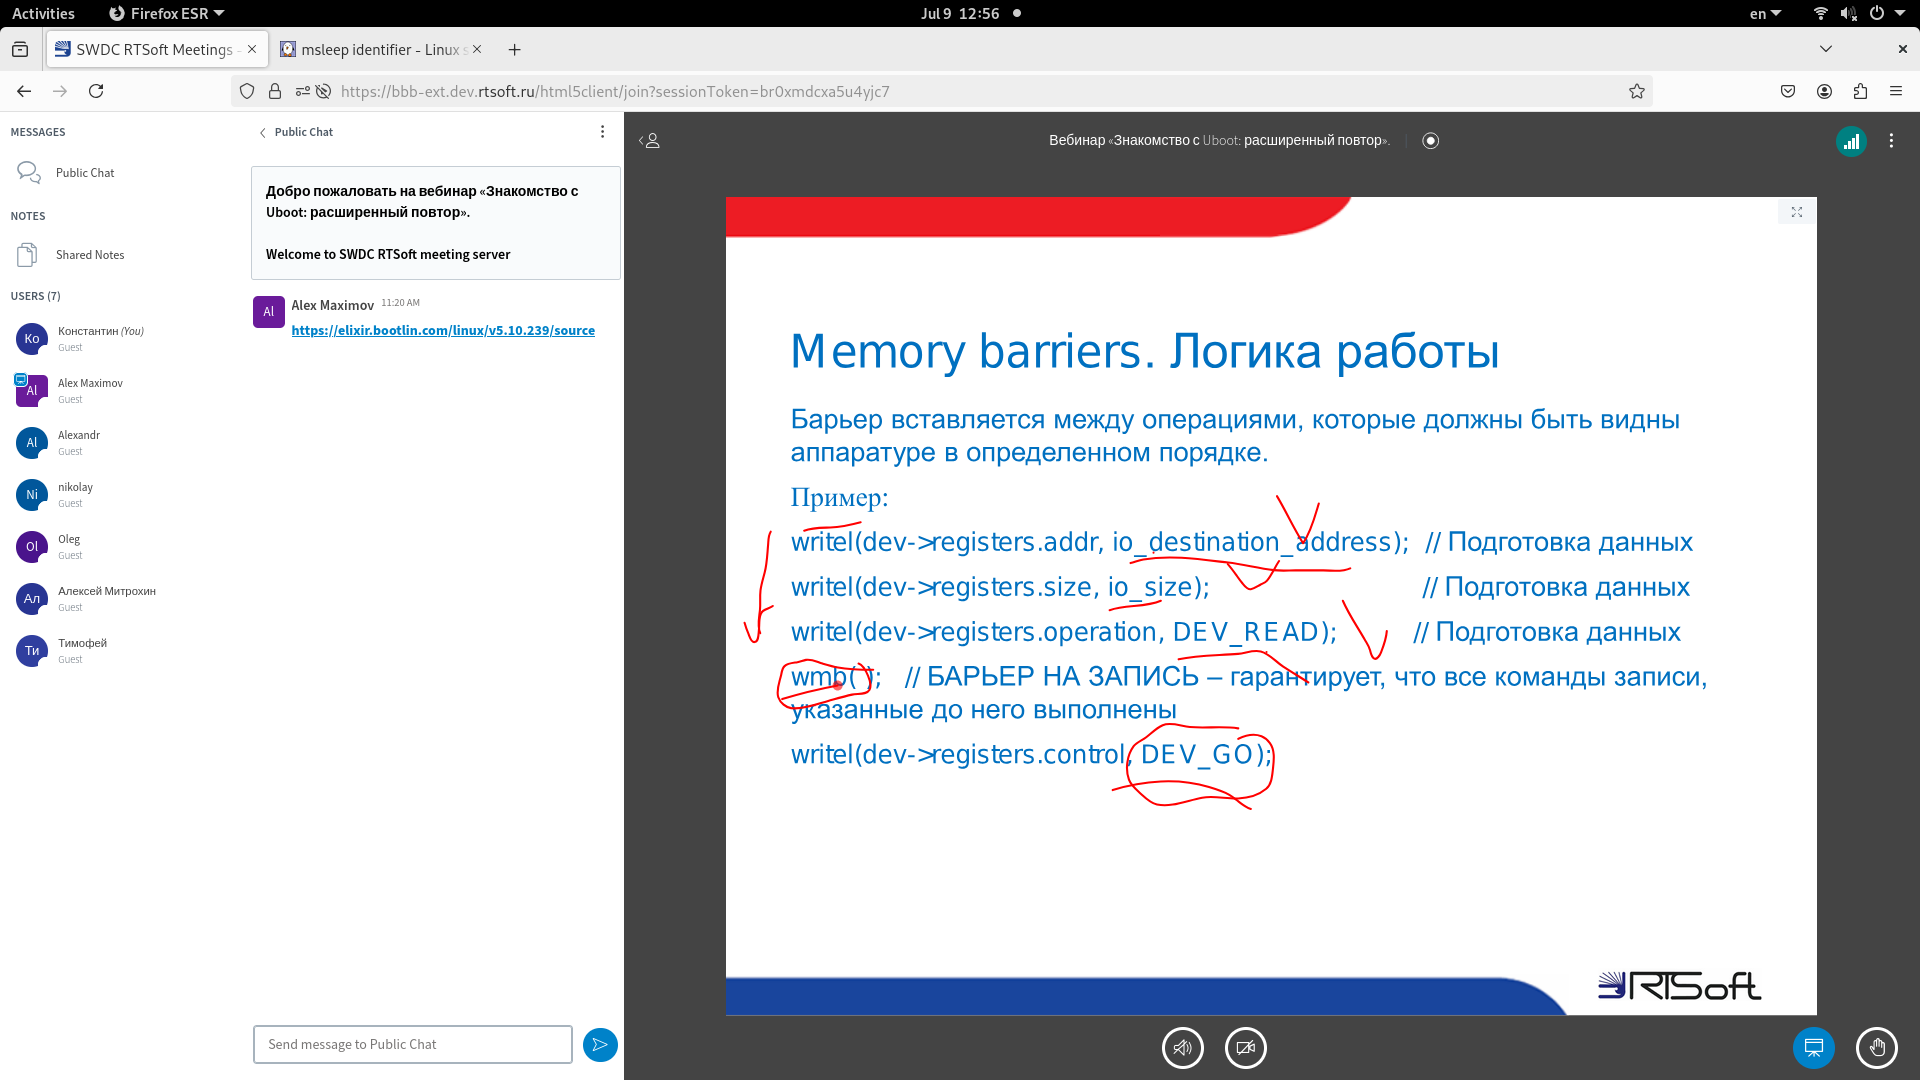 Activities
Firefox ESR
Jul 9 12:56
en
SWDC RTSoft Meetings -
msleep identifier - Linux s
https://bbb-ext.dev.rtsoft.ru/html5client/join?sessionToken=br0xmdcxa5u4yjc7
MESSAGES
Public Chat
NOTES
Shared Notes
USERS (7)
Ko
Константин (You)
Guest
Al
Alex Maximov
Guest
Al
Alexandr
Guest
Ni
nikolay
Guest
Ol
Oleg
Guest
Ал
Алексей Митрохин
Guest
Ти
Тимофей
Guest
Public Chat
Добро пожаловать на вебинар «Знакомство с
Uboot: расширенный повтор».
Welcome to SWDC RTSoft meeting server
Al
Alex Maximov 11:20 AM
https://elixir.bootlin.com/linux/v5.10.239/source
Send message to Public Chat
Вебинар «Знакомство с Uboot: расширенный повтор».
Memory barriers. Логика работы
Барьер вставляется между операциями, которые должны быть видны
аппаратуре в определенном порядке.
Пример:
writel(dev->registers.addr, io_destination_address); // Подготовка данных
writel(dev->registers.size, io_size); // Подготовка данных
writel(dev->registers.operation, DEV_READ); // Подготовка данных
wmb(); // БАРЬЕР НА ЗАПИСЬ – гарантирует, что все команды записи,
указанные до него выполнены
writel(dev->registers.control, DEV_GO);
RTSoft